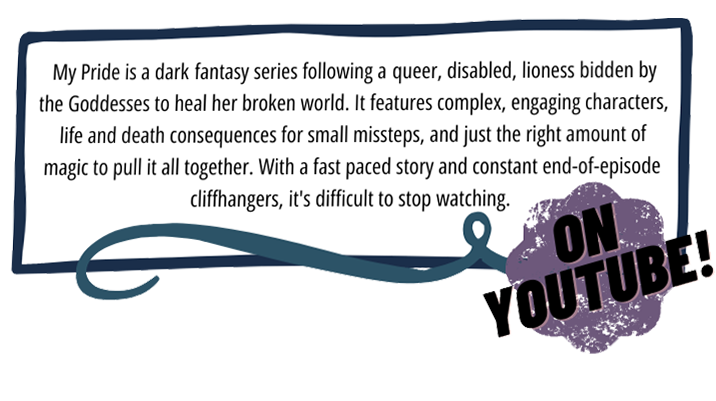 My Pride is a dark fantasy series following a queer, disabled, lioness bidden by
the Goddesses to heal her broken world. It features complex, engaging characters,
life and death consequences for small missteps, and just the right amount of
magic to pull it all together. With a fast paced story and constant end-of-episode
cliffhangers, it's difficult to stop watching.
ON
YOUTUBE!